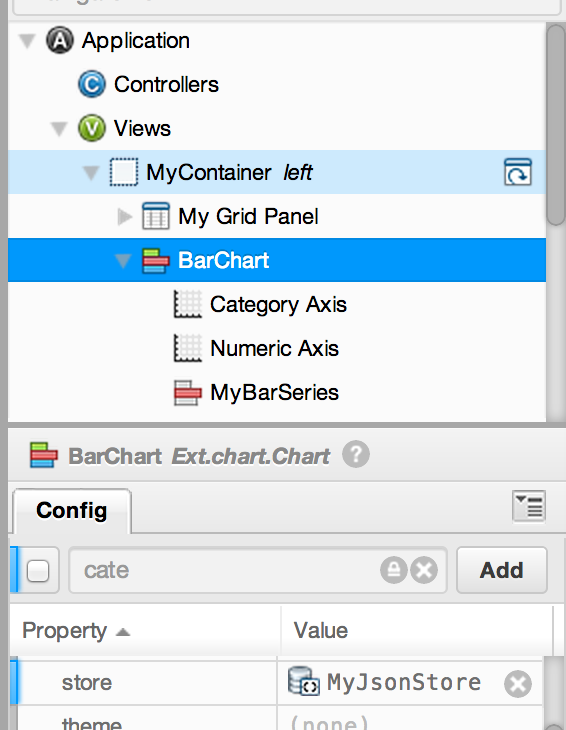 Application
Controllers
Views
MyContainer left
My Grid Panel
BarChart
Category Axis
Numeric Axis
MyBarSeries
BarChart Ext.chart.Chart ?
Config
cate Add
Property Value
store MyJsonStore
theme (none)